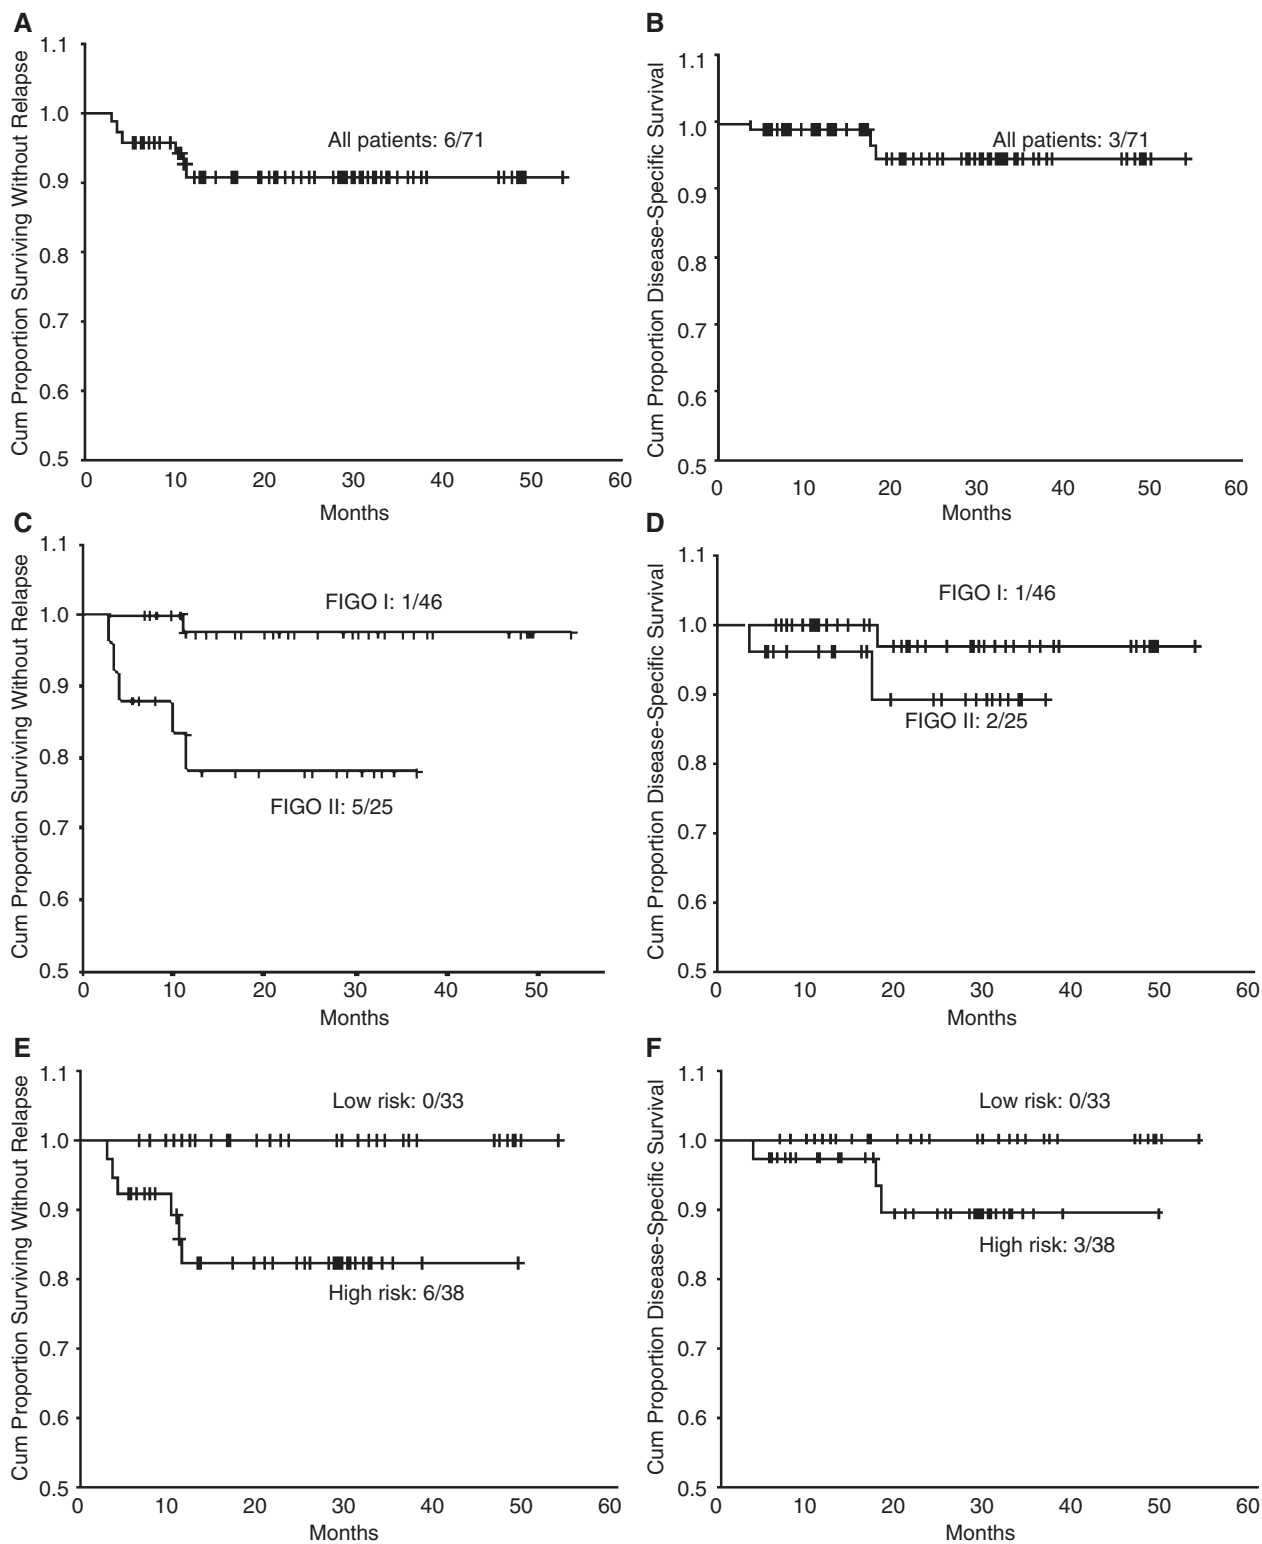 A
Cum Proportion Surviving Without Relapse
1.1
1.0
0.9
0.8
0.7
0.6
0.5
All patients: 6/71
0 10 20 30 40 50 60
Months
B
Cum Proportion Disease-Specific Survival
1.1
1.0
0.9
0.8
0.7
0.6
0.5
All patients: 3/71
0 10 20 30 40 50 60
Months
C
Cum Proportion Surviving Without Relapse
1.1
1.0
0.9
0.8
0.7
0.6
0.5
FIGO I: 1/46
FIGO II: 5/25
0 10 20 30 40 50
Months
D
Cum Proportion Disease-Specific Survival
1.1
1.0
0.9
0.8
0.7
0.6
0.5
FIGO I: 1/46
FIGO II: 2/25
0 10 20 30 40 50 60
Months
E
Cum Proportion Surviving Without Relapse
1.1
1.0
0.9
0.8
0.7
0.6
0.5
Low risk: 0/33
High risk: 6/38
0 10 20 30 40 50 60
Months
F
Cum Proportion Disease-Specific Survival
1.1
1.0
0.9
0.8
0.7
0.6
0.5
Low risk: 0/33
High risk: 3/38
0 10 20 30 40 50 60
Months